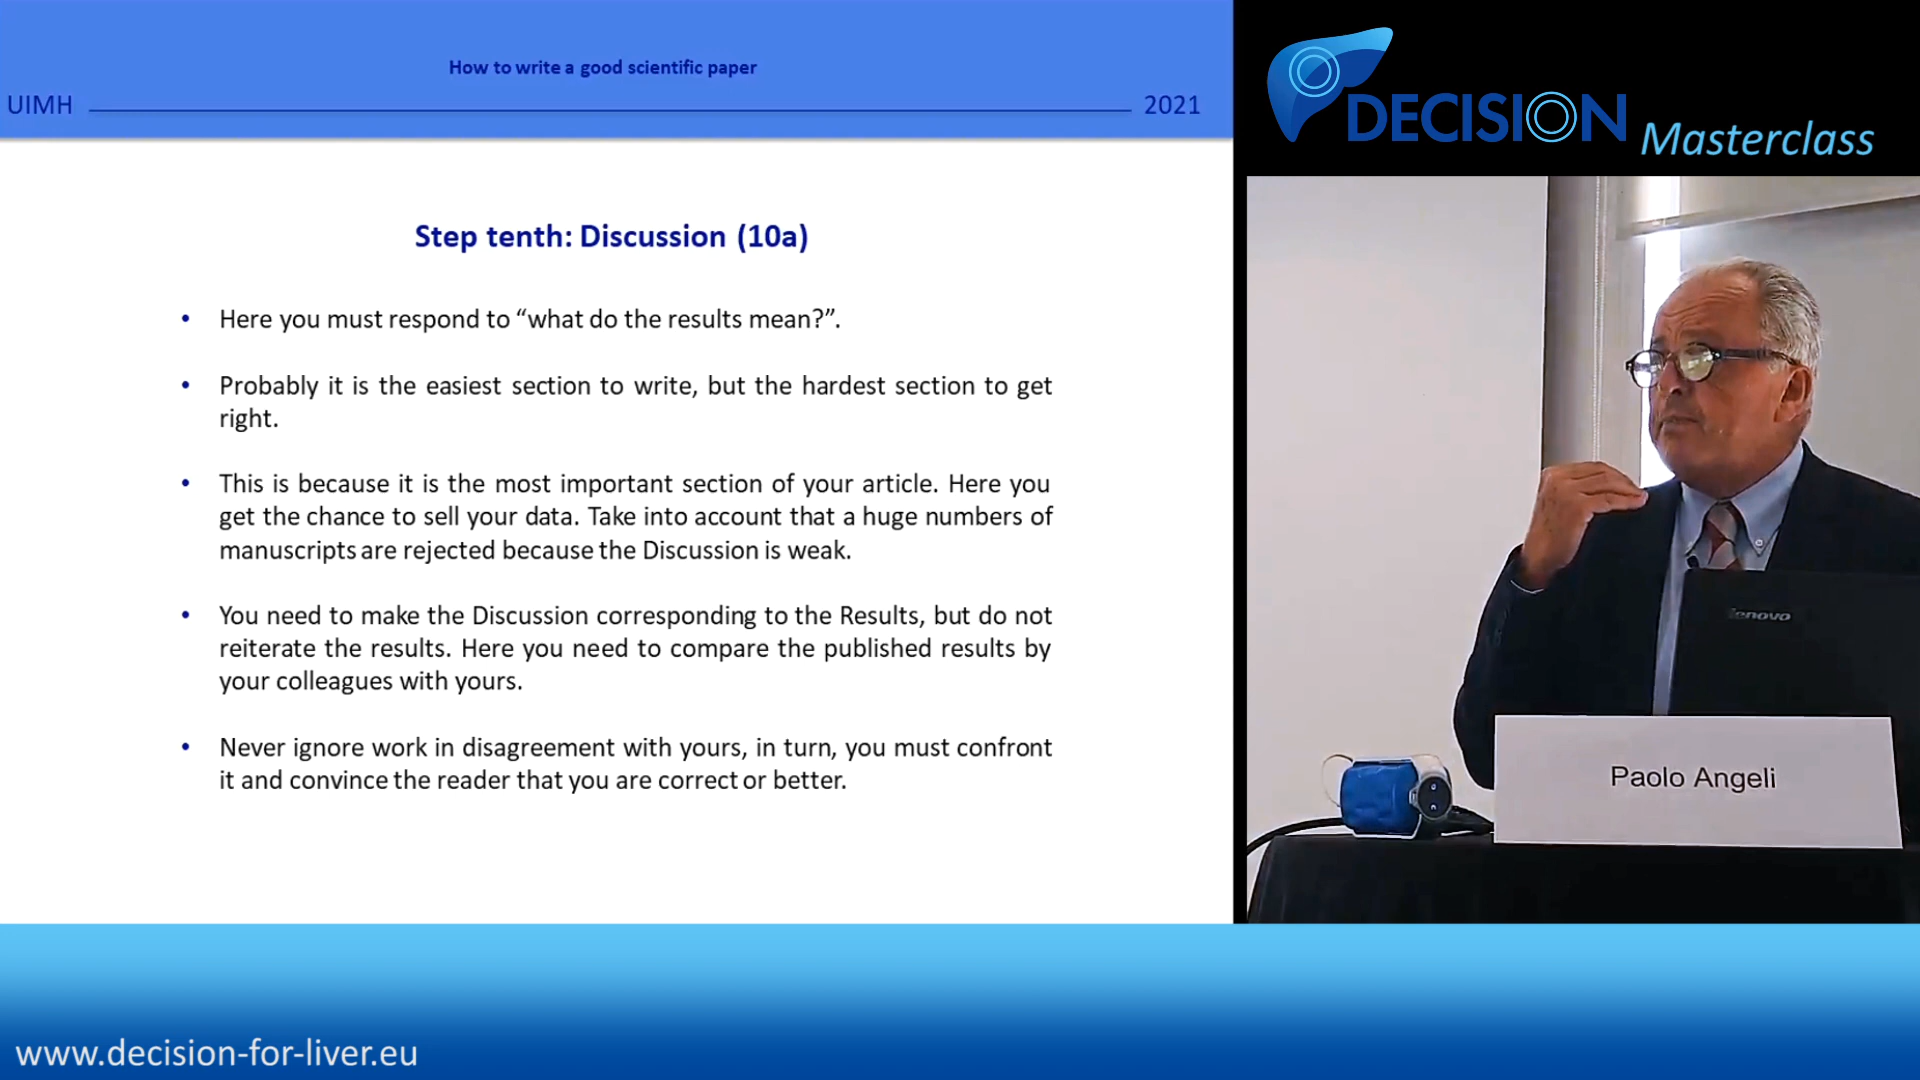 How to write a good scientific paper
UIMH
2021
Step tenth: Discussion (10a)
• Here you must respond to “what do the results mean?”.
• Probably it is the easiest section to write, but the hardest section to get
right.
• This is because it is the most important section of your article. Here you
get the chance to sell your data. Take into account that a huge numbers of
manuscripts are rejected because the Discussion is weak.
• You need to make the Discussion corresponding to the Results, but do not
reiterate the results. Here you need to compare the published results by
your colleagues with yours.
• Never ignore work in disagreement with yours, in turn, you must confront
it and convince the reader that you are correct or better.
DECISION
Masterclass
lenovo
Paolo Angeli
www.decision-for-liver.eu